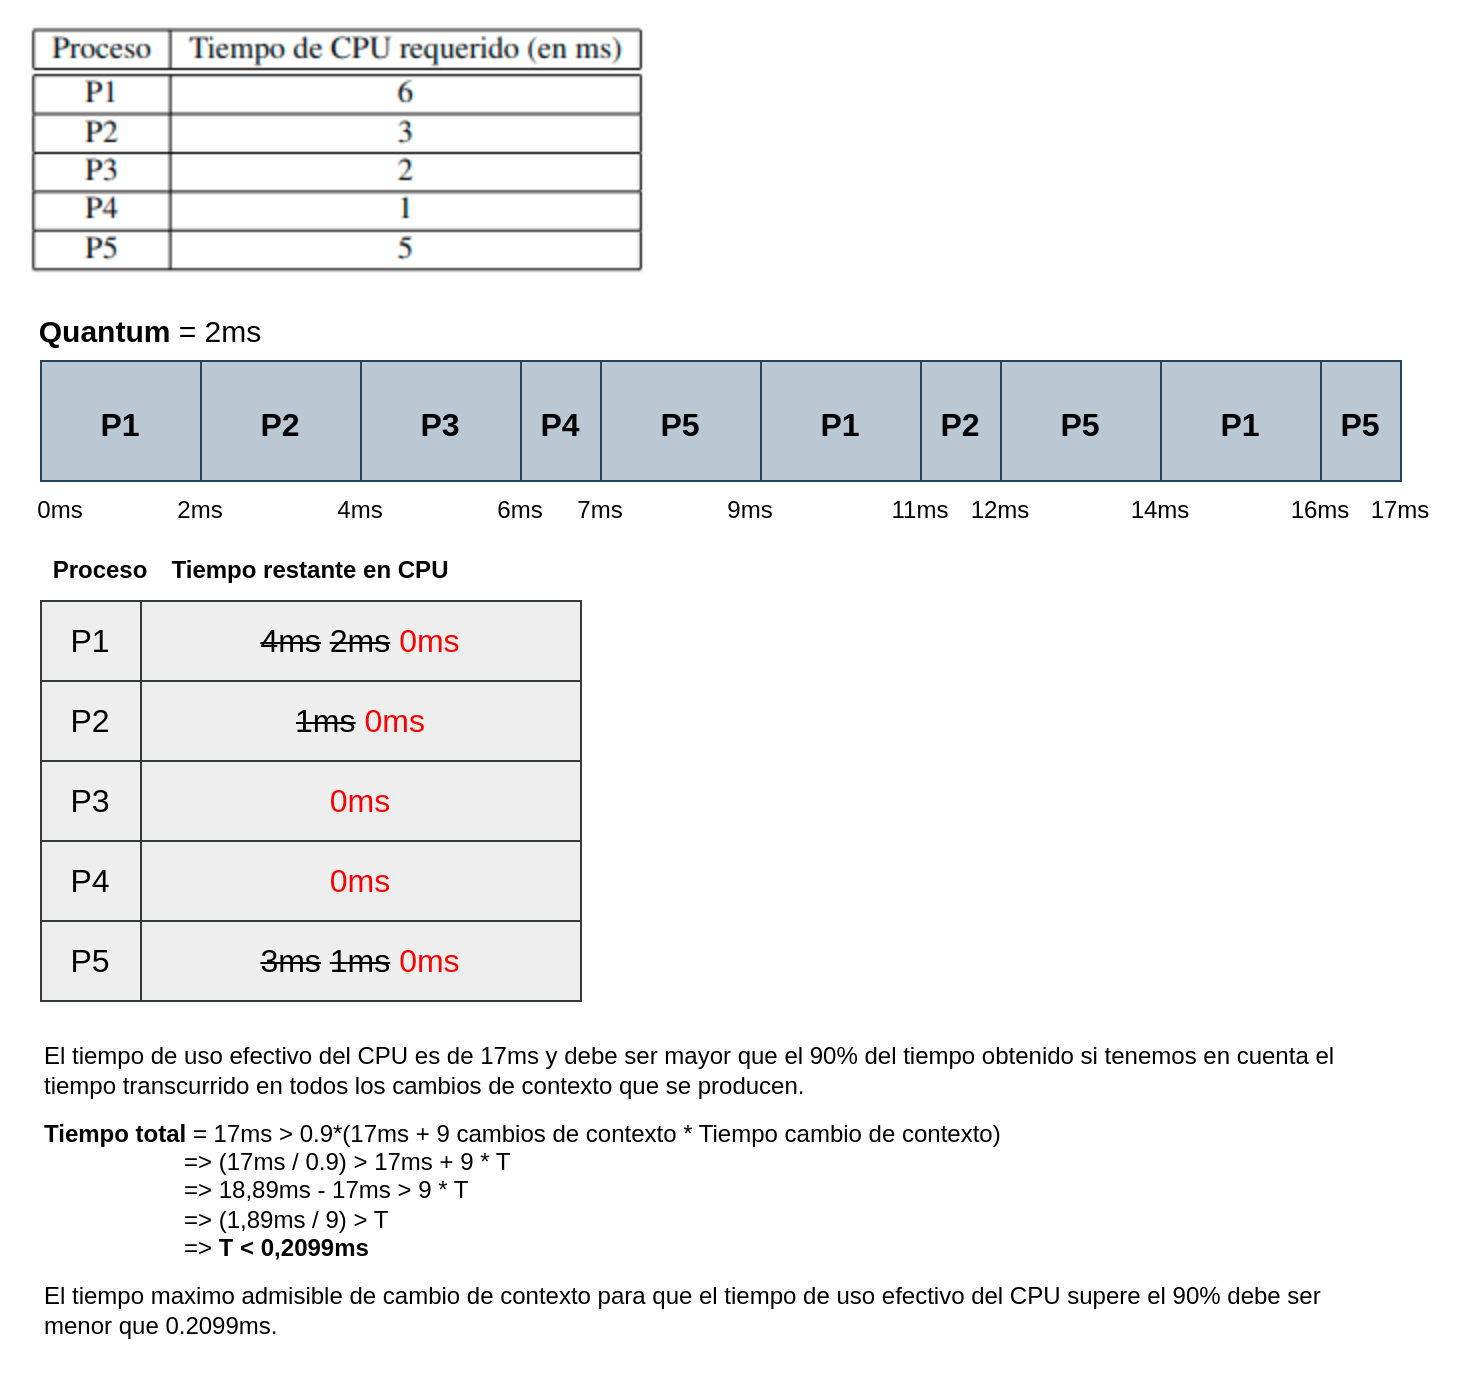 Proceso Tiempo de CPU requerido (en ms)
P1 6
P2 3
P3 2
P4 1
P5 5
Quantum = 2ms
P1 P2 P3 P4 P5 P1 P2 P5 P1 P5
0ms 2ms 4ms 6ms 7ms 9ms 11ms 12ms 14ms 16ms 17ms
Proceso Tiempo restante en CPU
P1 4ms 2ms 0ms
P2 1ms 0ms
P3 0ms
P4 0ms
P5 3ms 1ms 0ms
El tiempo de uso efectivo del CPU es de 17ms y debe ser mayor que el 90% del tiempo obtenido si tenemos en cuenta el
tiempo transcurrido en todos los cambios de contexto que se producen.
Tiempo total = 17ms > 0.9*(17ms + 9 cambios de contexto * Tiempo cambio de contexto)
=> (17ms / 0.9) > 17ms + 9 * T
=> 18,89ms - 17ms > 9 * T
=> (1,89ms / 9) > T
=> T < 0,2099ms
El tiempo maximo admisible de cambio de contexto para que el tiempo de uso efectivo del CPU supere el 90% debe ser
menor que 0.2099ms.